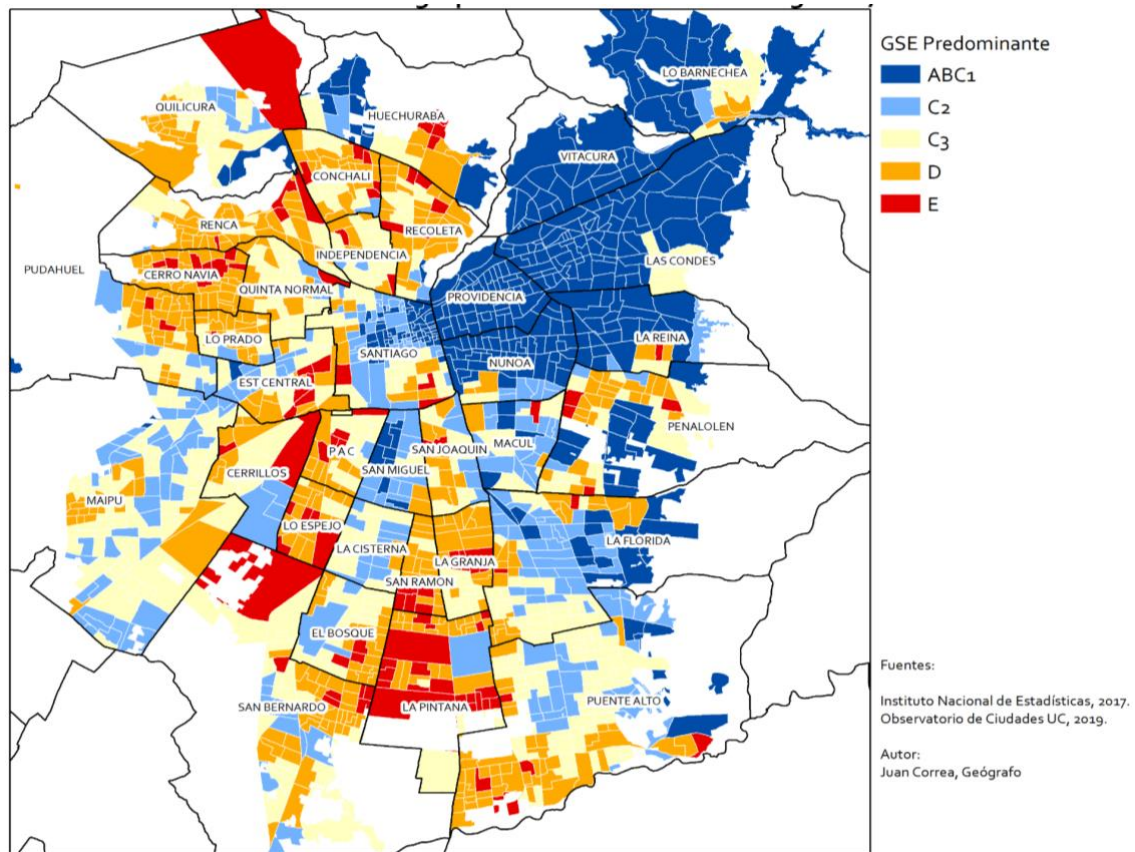 GSE Predominante
ABC1
C2
C3
D
E
LO BARNECHEA
QUILICURA
HUECHURABA
VITACURA
CONCHALI
RENCA
RECOLETA
INDEPENDENCIA
LAS CONDES
PUDAHUEL
CERRO NAVIA
QUINTA NORMAL
PROVIDENCIA
LO PRADO
LA REINA
SANTIAGO
NUNOA
EST CENTRAL
PENALOLEN
PAC
SAN JOAQUIN
MACUL
SAN MIGUEL
CERRILLOS
MAIPU
LO ESPEJO
LA CISTERNA
LA FLORIDA
LA GRANJA
SAN RAMON
EL BOSQUE
SAN BERNARDO
LA PINTANA
PUENTE ALTO
Fuentes:
Instituto Nacional de Estadísticas, 2017.
Observatorio de Ciudades UC, 2019.
Autor:
Juan Correa, Geógrafo